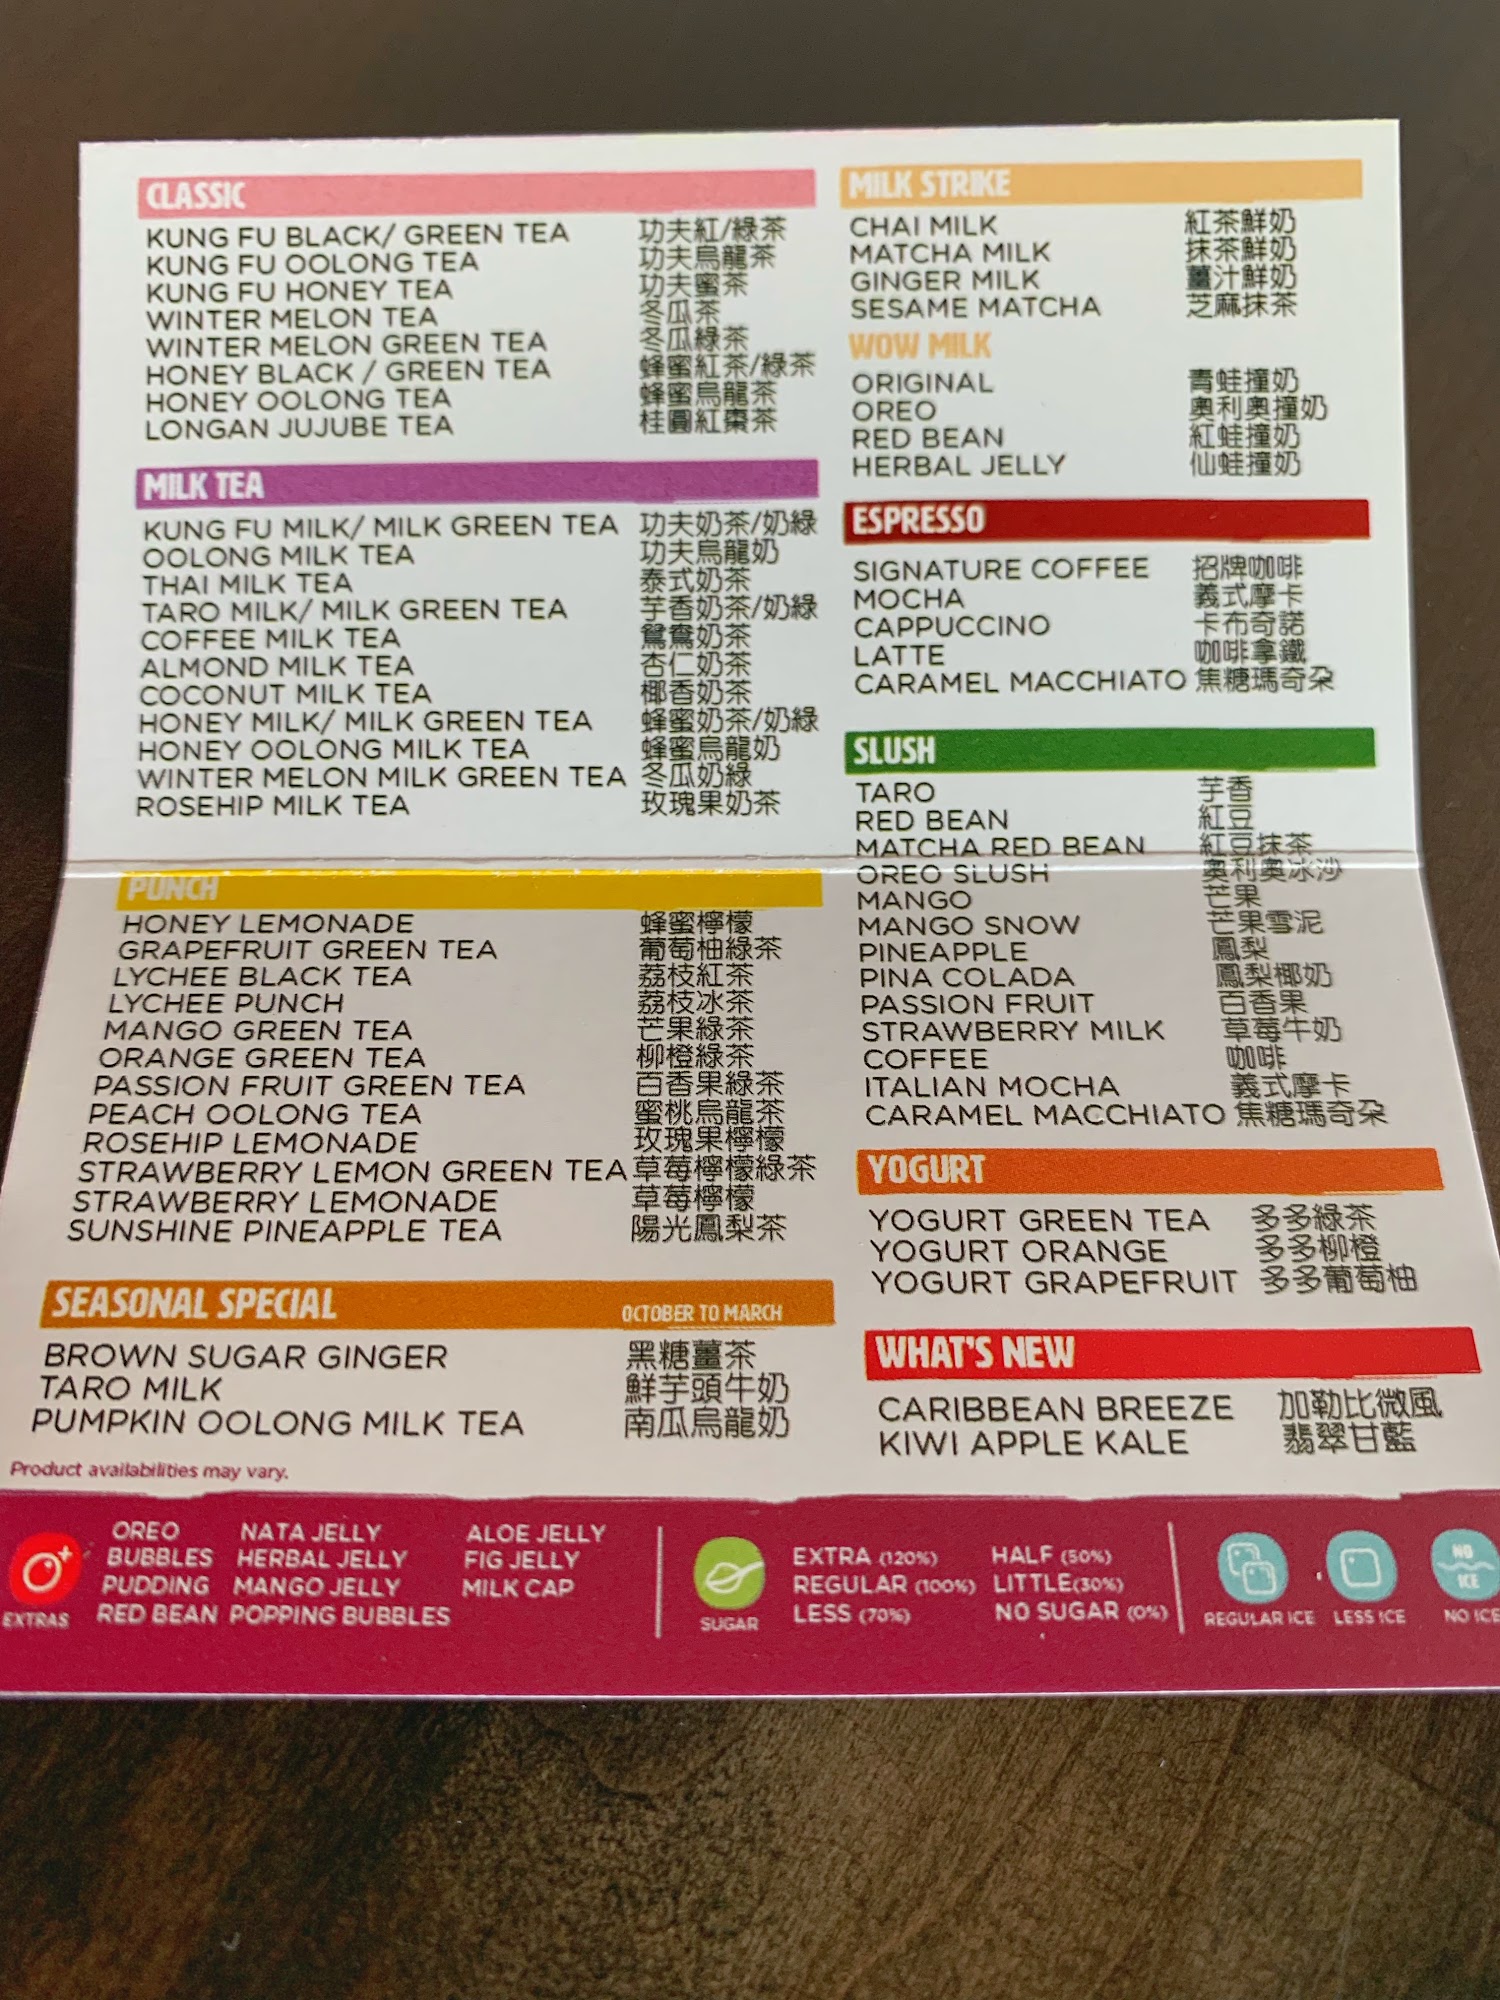 CLASSIC
KUNG FU BLACK/ GREEN TEA 功夫紅/綠茶
KUNG FU OOLONG TEA 功夫烏龍茶
KUNG FU HONEY TEA 功夫蜜茶
WINTER MELON TEA 冬瓜茶
WINTER MELON GREEN TEA 冬瓜綠茶
HONEY BLACK / GREEN TEA 蜂蜜紅茶/綠茶
HONEY OOLONG TEA 蜂蜜烏龍茶
LONGAN JUJUBE TEA 桂圓紅棗茶
MILK TEA
KUNG FU MILK/ MILK GREEN TEA 功夫奶茶/奶綠
OOLONG MILK TEA 功夫烏龍奶
THAI MILK TEA 泰式奶茶
TARO MILK/ MILK GREEN TEA 芋香奶茶/奶綠
COFFEE MILK TEA 鴛鴦奶茶
ALMOND MILK TEA 杏仁奶茶
COCONUT MILK TEA 椰香奶茶
HONEY MILK/ MILK GREEN TEA 蜂蜜奶茶/奶綠
HONEY OOLONG MILK TEA 蜂蜜烏龍奶
WINTER MELON MILK GREEN TEA 冬瓜奶綠
ROSEHIP MILK TEA 玫瑰果奶茶
PUNCH
HONEY LEMONADE 蜂蜜檸檬
GRAPEFRUIT GREEN TEA 葡萄柚綠茶
LYCHEE BLACK TEA 荔枝紅茶
LYCHEE PUNCH 荔枝冰茶
MANGO GREEN TEA 芒果綠茶
ORANGE GREEN TEA 柳橙綠茶
PASSION FRUIT GREEN TEA 百香果綠茶
PEACH OOLONG TEA 蜜桃烏龍茶
ROSEHIP LEMONADE 玫瑰果檸檬
STRAWBERRY LEMON GREEN TEA 草莓檸檬綠茶
STRAWBERRY LEMONADE 草莓檸檬
SUNSHINE PINEAPPLE TEA 陽光鳳梨茶
SEASONAL SPECIAL OCTOBER TO MARCH
BROWN SUGAR GINGER 黑糖薑茶
TARO MILK 鮮芋頭牛奶
PUMPKIN OOLONG MILK TEA 南瓜烏龍奶
Product availabilities may vary.
MILK STRIKE
CHAI MILK 紅茶鮮奶
MATCHA MILK 抹茶鮮奶
GINGER MILK 薑汁鮮奶
SESAME MATCHA 芝麻抹茶
WOW MILK
ORIGINAL 青蛙撞奶
OREO 奧利奧撞奶
RED BEAN 紅蛙撞奶
HERBAL JELLY 仙蛙撞奶
ESPRESSO
SIGNATURE COFFEE 招牌咖啡
MOCHA 義式摩卡
CAPPUCCINO 卡布奇諾
LATTE 咖啡拿鐵
CARAMEL MACCHIATO 焦糖瑪奇朵
SLUSH
TARO 芋香
RED BEAN 紅豆
MATCHA RED BEAN 紅豆抹茶
OREO SLUSH 奧利奧冰沙
MANGO 芒果
MANGO SNOW 芒果雪泥
PINEAPPLE 鳳梨
PINA COLADA 鳳梨椰奶
PASSION FRUIT 百香果
STRAWBERRY MILK 草莓牛奶
COFFEE 咖啡
ITALIAN MOCHA 義式摩卡
CARAMEL MACCHIATO 焦糖瑪奇朵
YOGURT
YOGURT GREEN TEA 多多綠茶
YOGURT ORANGE 多多柳橙
YOGURT GRAPEFRUIT 多多葡萄柚
WHAT'S NEW
CARIBBEAN BREEZE 加勒比微風
KIWI APPLE KALE 翡翠甘藍
EXTRAS
OREO NATA JELLY ALOE JELLY
BUBBLES HERBAL JELLY FIG JELLY
PUDDING MANGO JELLY MILK CAP
RED BEAN POPPING BUBBLES
SUGAR
EXTRA (120%) HALF (50%)
REGULAR (100%) LITTLE(30%)
LESS (70%) NO SUGAR (0%)
NO
ICE
REGULAR ICE LESS ICE NO ICE